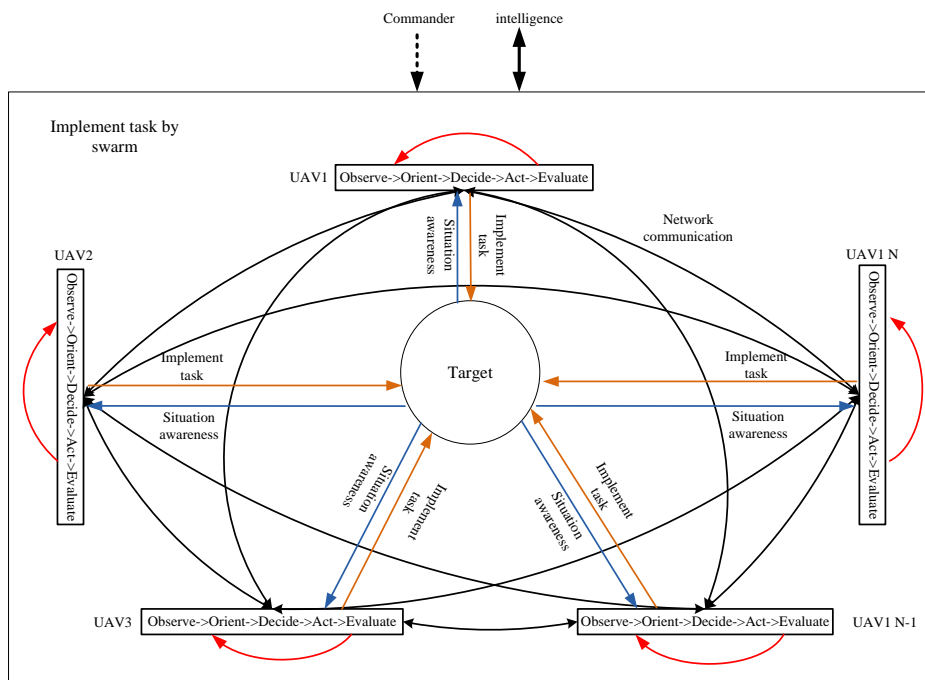 Commander
intelligence
Implement task by
swarm
UAV1
Observe->Orient->Decide->Act->Evaluate
Network
communication
Situation
awareness
Implement
task
UAV2
Observe->Orient->Decide->Act->Evaluate
UAV1 N
Observe->Orient->Decide->Act->Evaluate
Implement
task
Target
Implement
task
Situation
awareness
Situation
awareness
Situation
awareness
Implement
task
Situation
awareness
Implement
task
UAV3
Observe->Orient->Decide->Act->Evaluate
Observe->Orient->Decide->Act->Evaluate
UAV1 N-1